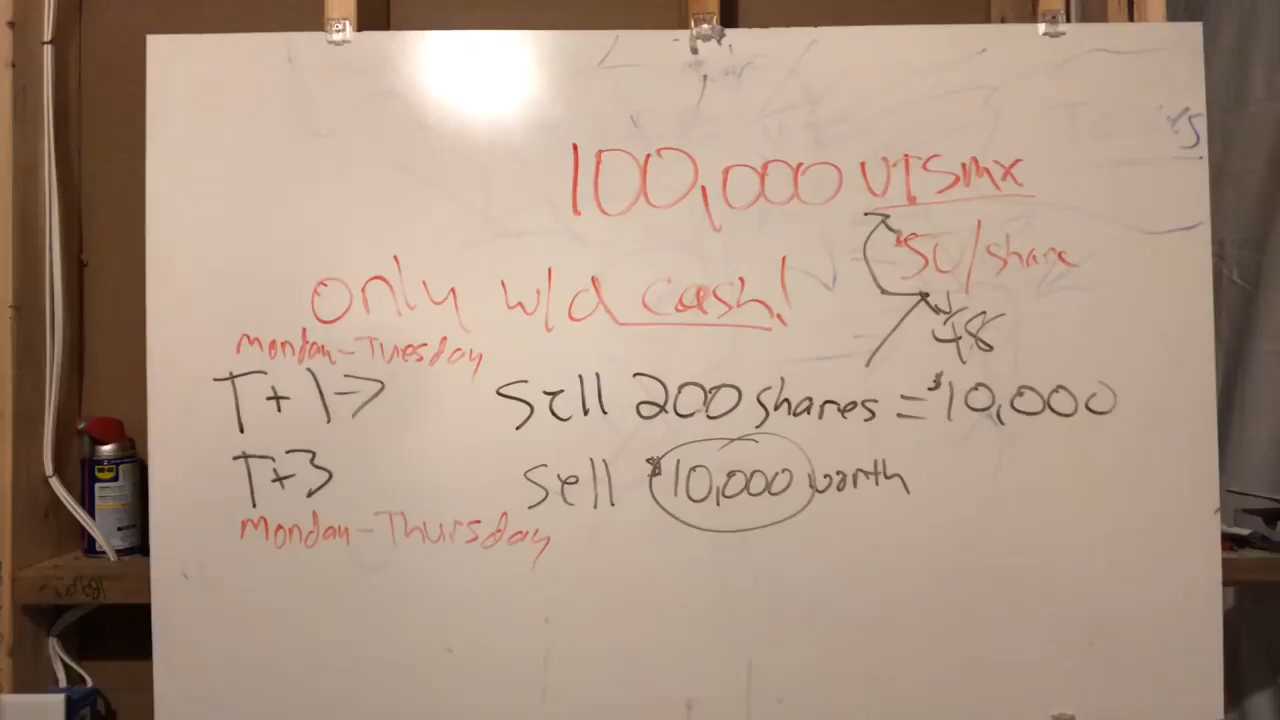 100,000 VTSmx
$50/share
only w/d cash!
48
monday-Tuesday
T+1-> Sell 200 shares = $10,000
T+3 Sell $10,000 worth
monday-Thursday